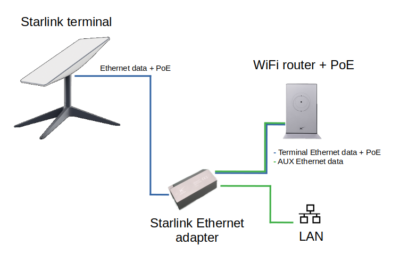 Starlink terminal
Ethernet data + PoE
WiFi router + PoE
- Terminal Ethernet data + PoE
- AUX Ethernet data
Starlink Ethernet
adapter
LAN